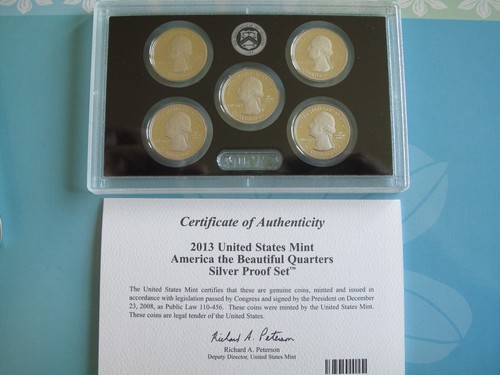 Certificate of Authenticity
2013 United States Mint
America the Beautiful Quarters
Silver Proof Set™
The United States Mint certifies that these are genuine coins, minted and issued in
accordance with legislation passed by Congress and signed by the President on December
23, 2008, as Public Law 110-456. These coins were minted by the United States Mint.
These coins are legal tender of the United States.
Richard A. Peterson
Richard A. Peterson
Deputy Director, United States Mint